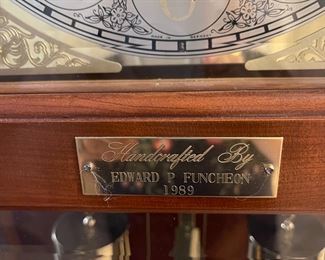 Handcrafted By
EDWARD P FUNCHEON
1989